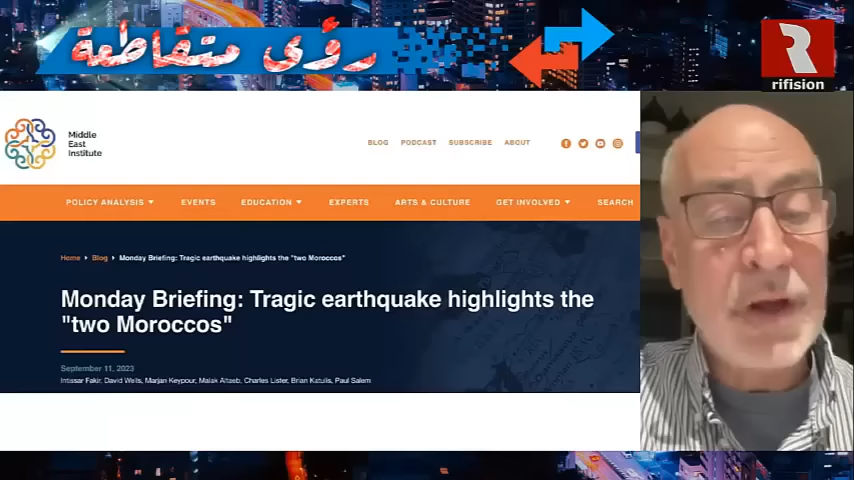 رؤى متقاطعة
rifision
Middle
East
Institute
BLOG PODCAST SUBSCRIBE ABOUT
POLICY ANALYSIS EVENTS EDUCATION EXPERTS ARTS & CULTURE GET INVOLVED SEARCH
Home Blog Monday Briefing: Tragic earthquake highlights the "two Moroccos"
Monday Briefing: Tragic earthquake highlights the
"two Moroccos"
September 11, 2023
Intissar Fakir, David Wells, Marjan Keypour, Malak Altaeb, Charles Lister, Brian Katulis, Paul Salem